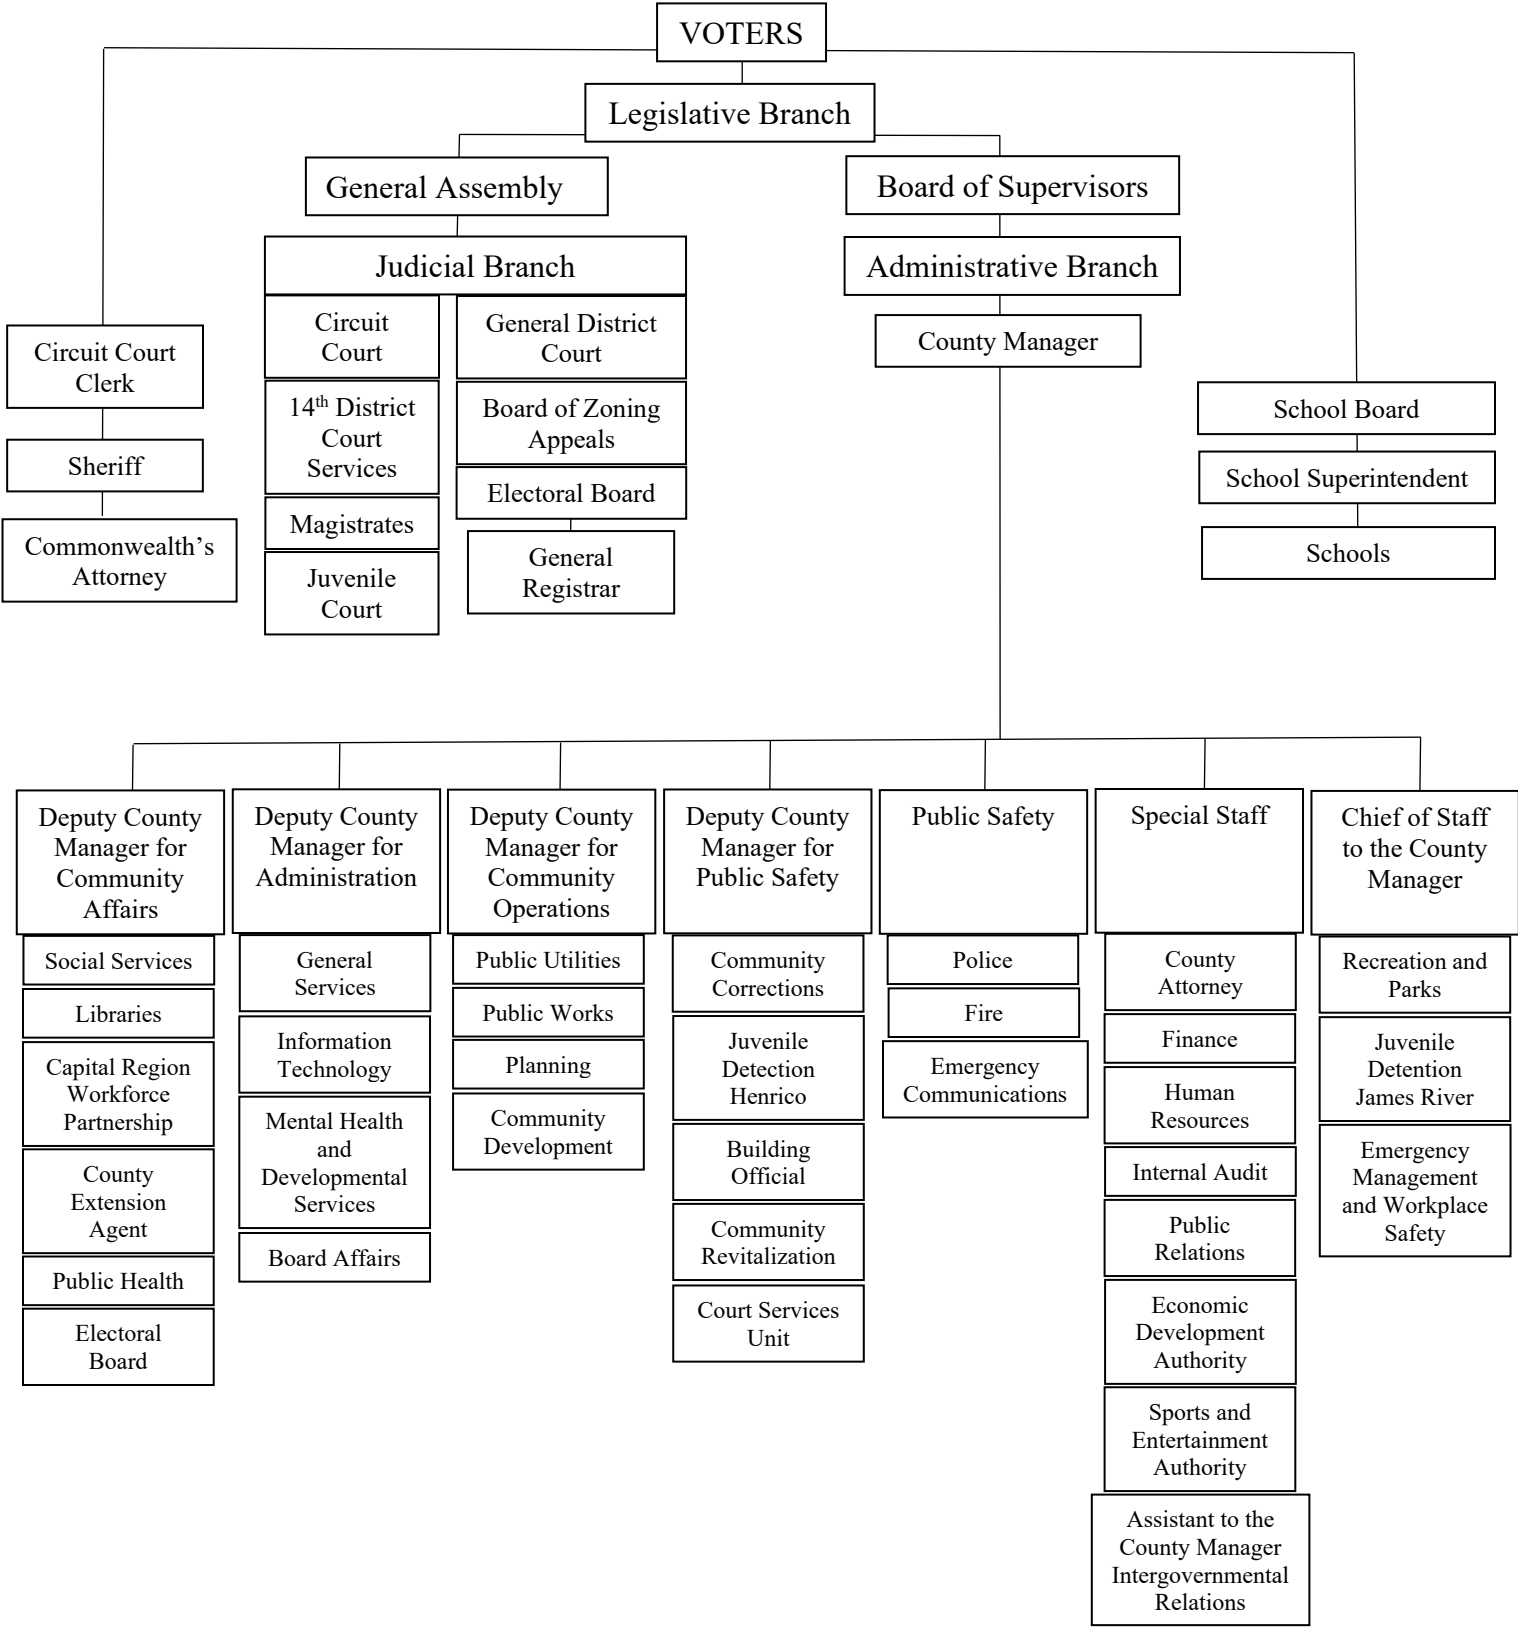 VOTERS
Legislative Branch
General Assembly
Board of Supervisors
Judicial Branch
Administrative Branch
Circuit
Court
General District
Court
County Manager
Circuit Court
Clerk
14th District
Court
Services
Board of Zoning
Appeals
School Board
Sheriff
Electoral Board
School Superintendent
Magistrates
Commonwealth’s
Attorney
General
Registrar
Schools
Juvenile
Court
Deputy County
Manager for
Community
Affairs
Social Services
Libraries
Capital Region
Workforce
Partnership
County
Extension
Agent
Public Health
Electoral
Board
Deputy County
Manager for
Administration
General
Services
Information
Technology
Mental Health
and
Developmental
Services
Board Affairs
Deputy County
Manager for
Community
Operations
Public Utilities
Public Works
Planning
Community
Development
Deputy County
Manager for
Public Safety
Community
Corrections
Juvenile
Detection
Henrico
Building
Official
Community
Revitalization
Court Services
Unit
Public Safety
Police
Fire
Emergency
Communications
Special Staff
County
Attorney
Finance
Human
Resources
Internal Audit
Public
Relations
Economic
Development
Authority
Sports and
Entertainment
Authority
Assistant to the
County Manager
Intergovernmental
Relations
Chief of Staff
to the County
Manager
Recreation and
Parks
Juvenile
Detention
James River
Emergency
Management
and Workplace
Safety